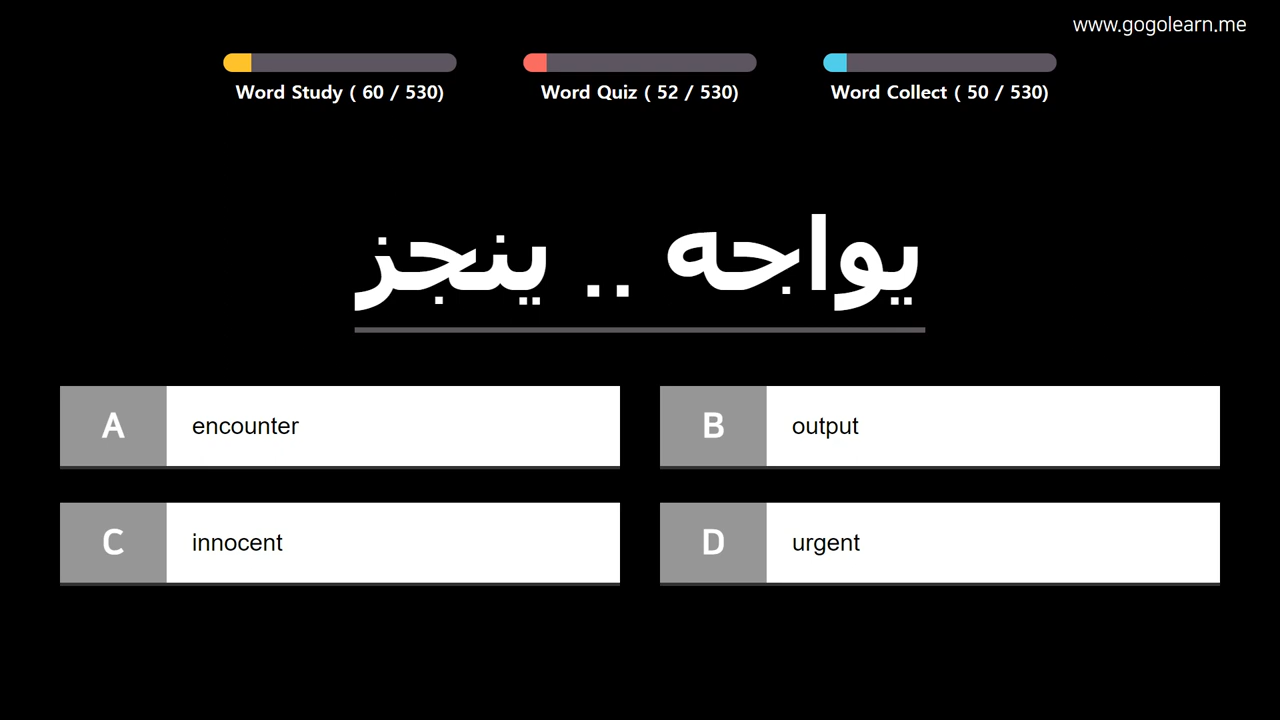 www.gogolearn.me
Word Study ( 60 / 530)
Word Quiz ( 52 / 530)
Word Collect ( 50 / 530)
يواجه .. ينجز
A encounter
B output
C innocent
D urgent